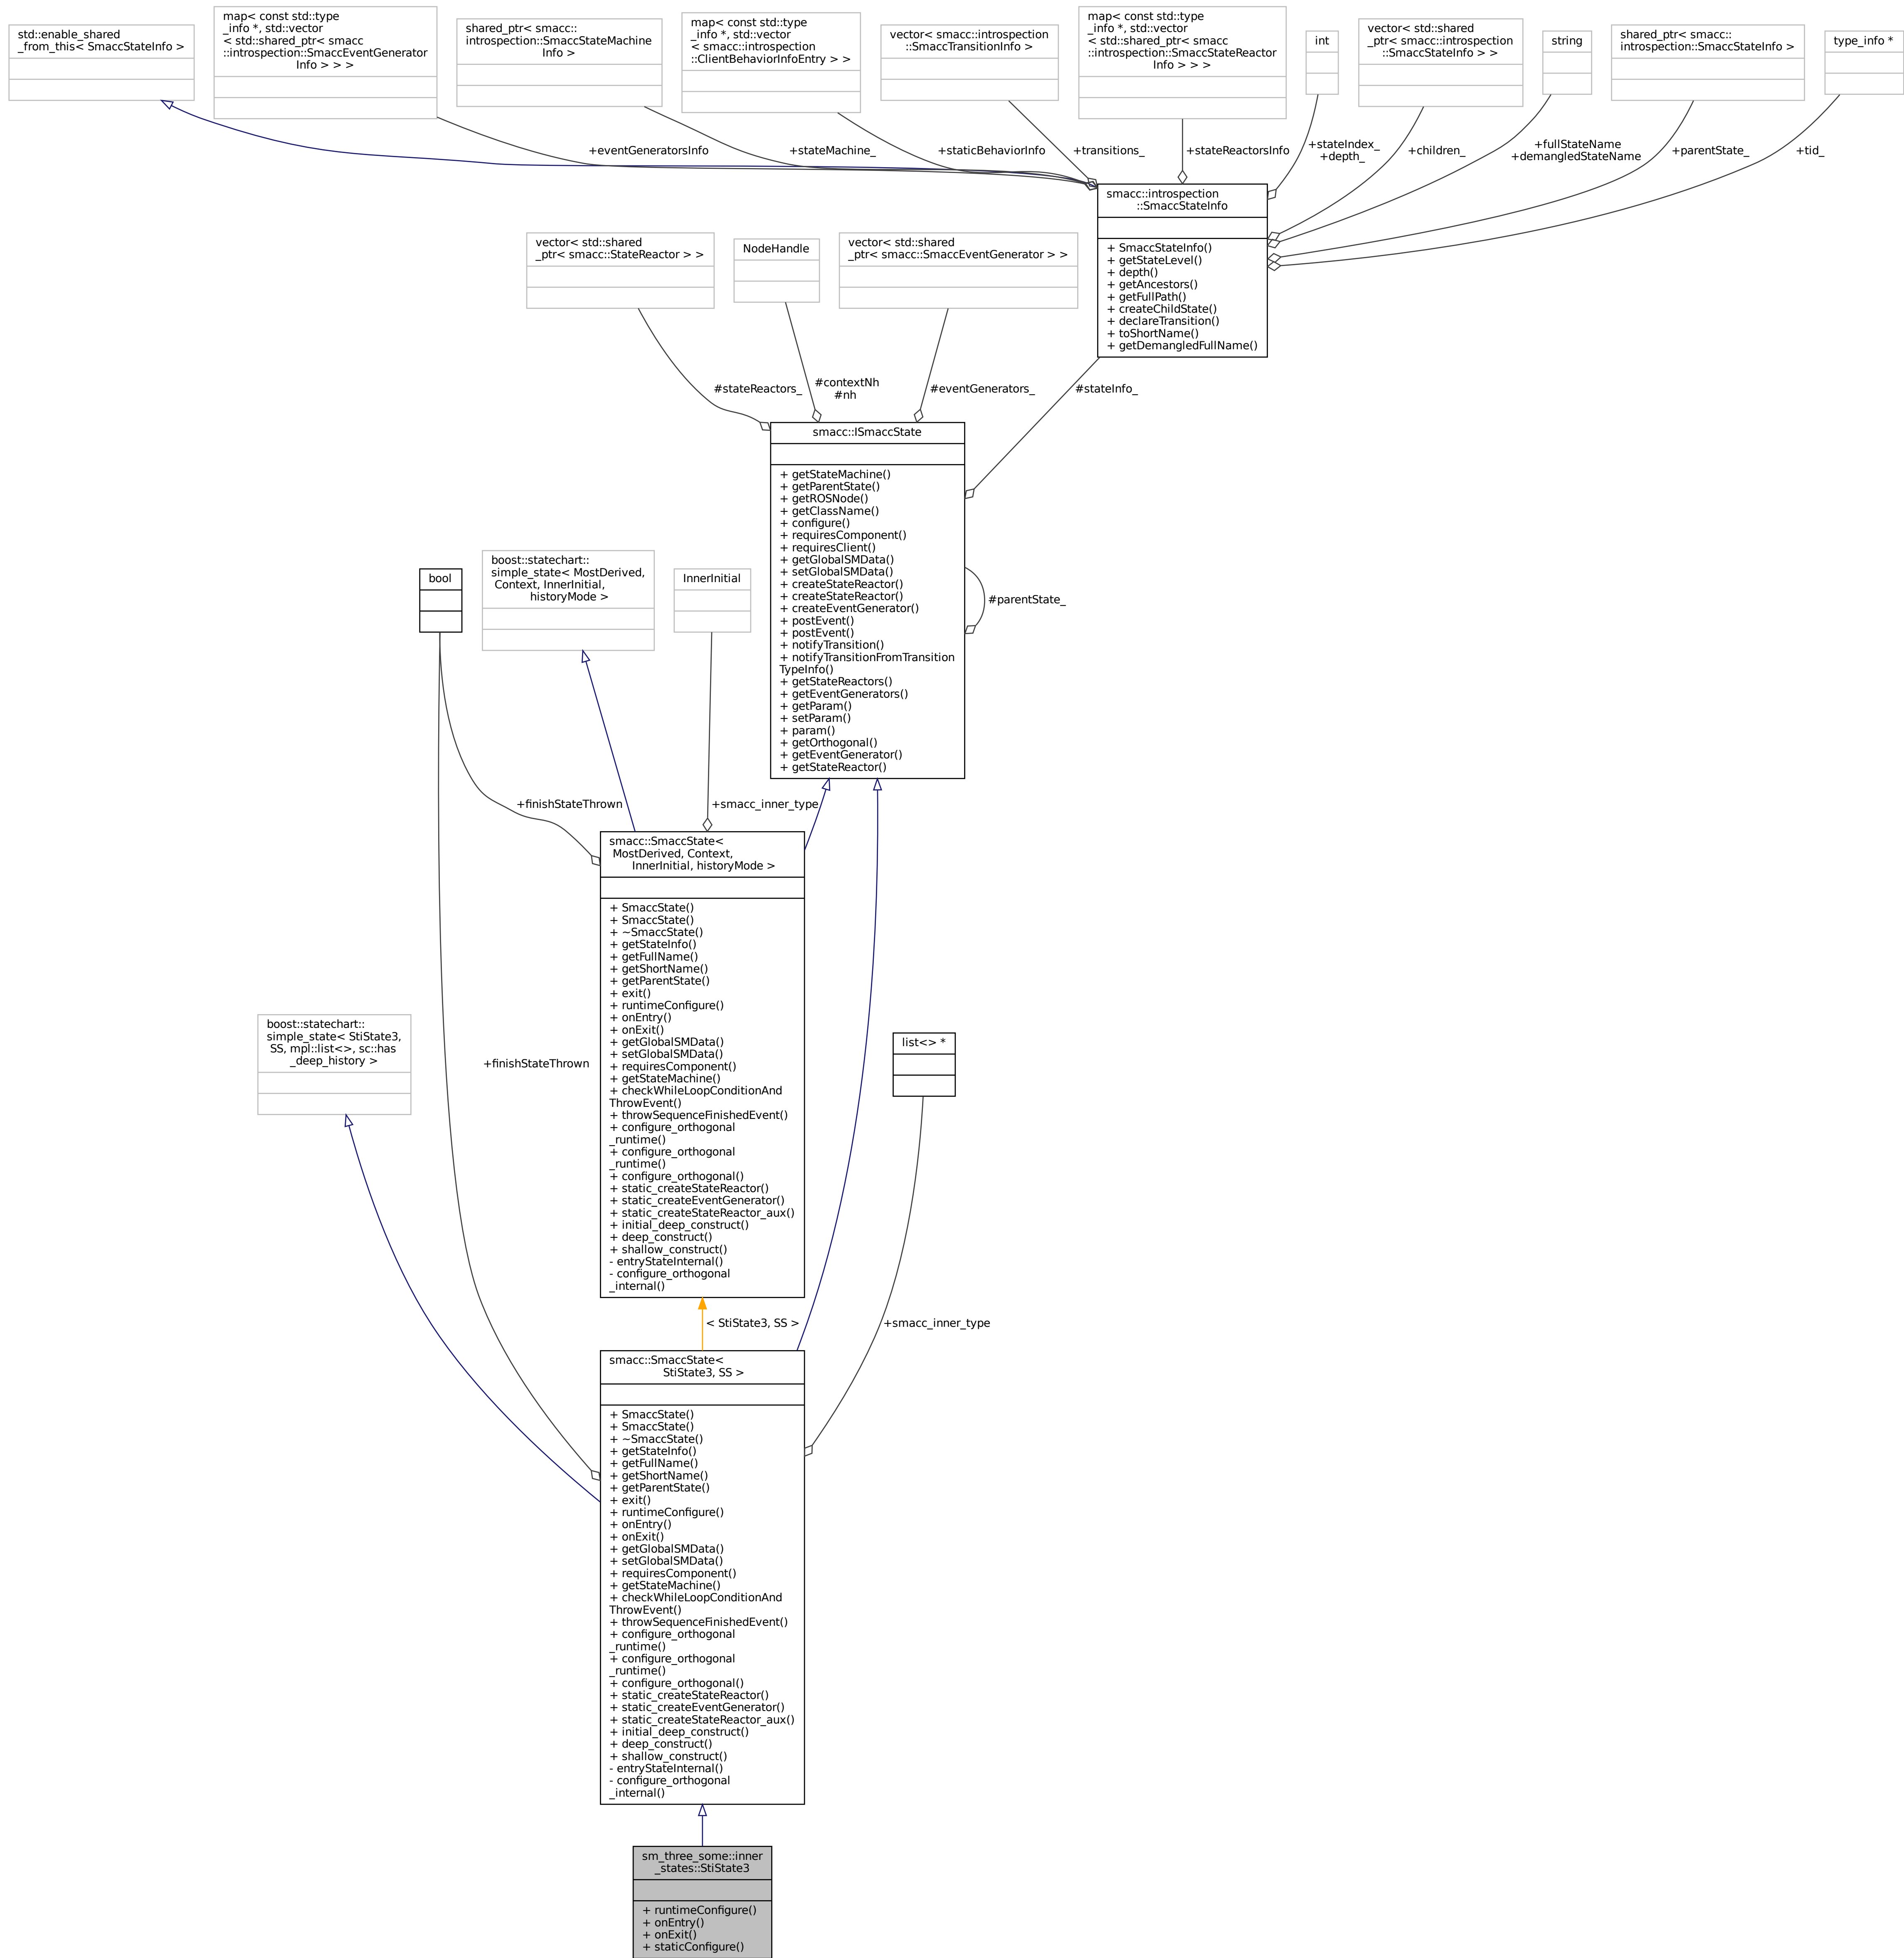 std::enable_shared
_from_this< SmaccStateInfo >
map< const std::type
_info *, std::vector
< std::shared_ptr< smacc
::introspection::SmaccEventGenerator
Info > > >
shared_ptr< smacc::
introspection::SmaccStateMachine
Info >
map< const std::type
_info *, std::vector
< smacc::introspection
::ClientBehaviorInfoEntry > >
vector< smacc::introspection
::SmaccTransitionInfo >
map< const std::type
_info *, std::vector
< std::shared_ptr< smacc
::introspection::SmaccStateReactor
Info > > >
int
vector< std::shared
_ptr< smacc::introspection
::SmaccStateInfo > >
string
shared_ptr< smacc::
introspection::SmaccStateInfo >
type_info *
+eventGeneratorsInfo
+stateMachine_
+staticBehaviorInfo
+transitions_
+stateReactorsInfo
+stateIndex_
+depth_
+children_
+fullStateName
+demangledStateName
+parentState_
+tid_
smacc::introspection
::SmaccStateInfo
+ SmaccStateInfo()
+ getStateLevel()
+ depth()
+ getAncestors()
+ getFullPath()
+ createChildState()
+ declareTransition()
+ toShortName()
+ getDemangledFullName()
vector< std::shared
_ptr< smacc::StateReactor > >
NodeHandle
vector< std::shared
_ptr< smacc::SmaccEventGenerator > >
#stateReactors_
#contextNh
#nh
#eventGenerators_
#stateInfo_
smacc::ISmaccState
+ getStateMachine()
+ getParentState()
+ getROSNode()
+ getClassName()
+ configure()
+ requiresComponent()
+ requiresClient()
+ getGlobalSMData()
+ setGlobalSMData()
+ createStateReactor()
+ createStateReactor()
+ createEventGenerator()
+ postEvent()
+ postEvent()
+ notifyTransition()
+ notifyTransitionFromTransition
TypeInfo()
+ getStateReactors()
+ getEventGenerators()
+ getParam()
+ setParam()
+ param()
+ getOrthogonal()
+ getEventGenerator()
+ getStateReactor()
#parentState_
bool
boost::statechart::
simple_state< MostDerived,
Context, InnerInitial,
historyMode >
InnerInitial
+finishStateThrown
+smacc_inner_type
smacc::SmaccState<
MostDerived, Context,
InnerInitial, historyMode >
+ SmaccState()
+ SmaccState()
+ ~SmaccState()
+ getStateInfo()
+ getFullName()
+ getShortName()
+ getParentState()
+ exit()
+ runtimeConfigure()
+ onEntry()
+ onExit()
+ getGlobalSMData()
+ setGlobalSMData()
+ requiresComponent()
+ getStateMachine()
+ checkWhileLoopConditionAnd
ThrowEvent()
+ throwSequenceFinishedEvent()
+ configure_orthogonal
_runtime()
+ configure_orthogonal
_runtime()
+ configure_orthogonal()
+ static_createStateReactor()
+ static_createEventGenerator()
+ static_createStateReactor_aux()
+ initial_deep_construct()
+ deep_construct()
+ shallow_construct()
- entryStateInternal()
- configure_orthogonal
_internal()
boost::statechart::
simple_state< StiState3,
SS, mpl::list<>, sc::has
_deep_history >
+finishStateThrown
list<> *
< StiState3, SS >
+smacc_inner_type
smacc::SmaccState<
StiState3, SS >
+ SmaccState()
+ SmaccState()
+ ~SmaccState()
+ getStateInfo()
+ getFullName()
+ getShortName()
+ getParentState()
+ exit()
+ runtimeConfigure()
+ onEntry()
+ onExit()
+ getGlobalSMData()
+ setGlobalSMData()
+ requiresComponent()
+ getStateMachine()
+ checkWhileLoopConditionAnd
ThrowEvent()
+ throwSequenceFinishedEvent()
+ configure_orthogonal
_runtime()
+ configure_orthogonal
_runtime()
+ configure_orthogonal()
+ static_createStateReactor()
+ static_createEventGenerator()
+ static_createStateReactor_aux()
+ initial_deep_construct()
+ deep_construct()
+ shallow_construct()
- entryStateInternal()
- configure_orthogonal
_internal()
sm_three_some::inner
_states::StiState3
+ runtimeConfigure()
+ onEntry()
+ onExit()
+ staticConfigure()